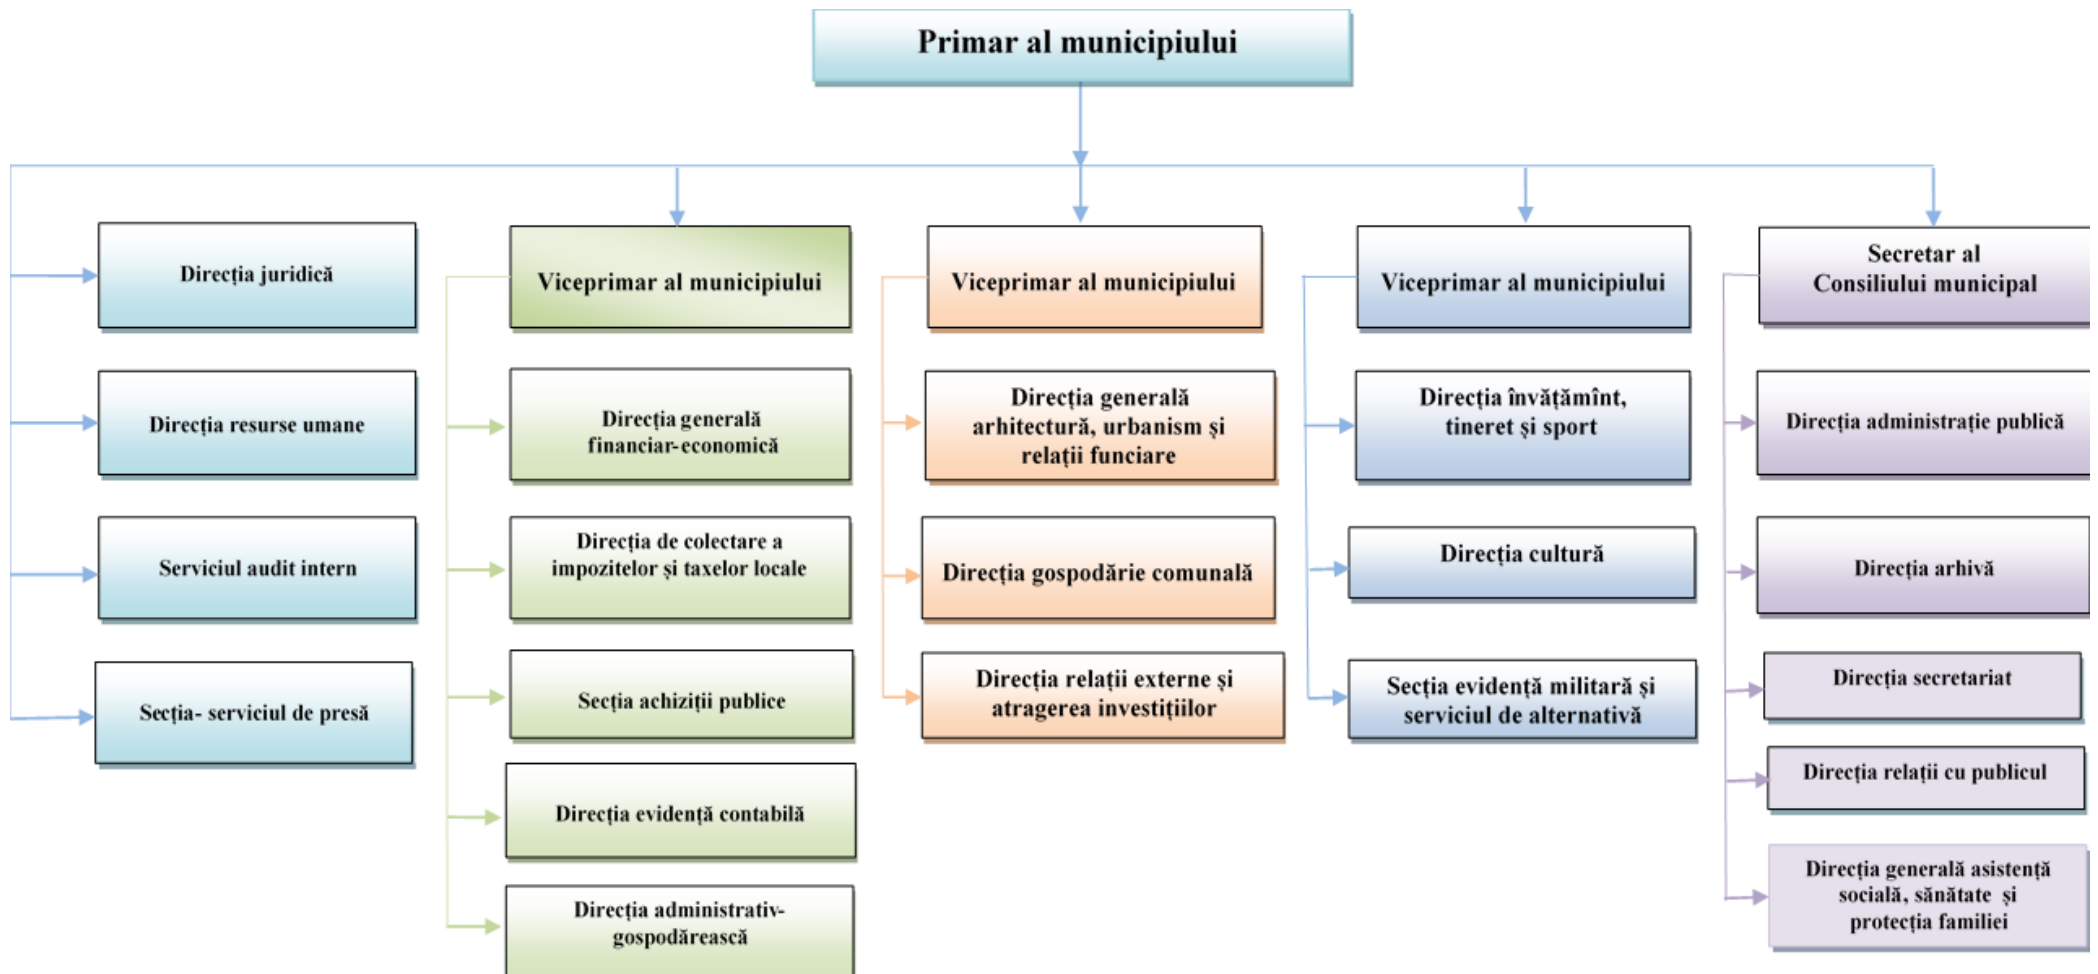 Primar al municipiului
Direcția juridică
Direcția resurse umane
Serviciul audit intern
Secția- serviciul de presă
Viceprimar al municipiului
Direcția generală
financiar-economică
Direcția de colectare a
impozitelor și taxelor locale
Secția achiziții publice
Direcția evidență contabilă
Direcția administrativ-
gospodărească
Viceprimar al municipiului
Direcția generală
arhitectură, urbanism și
relații funciare
Direcția gospodărie comunală
Direcția relații externe și
atragerea investițiilor
Viceprimar al municipiului
Direcția învățămînt,
tineret și sport
Direcția cultură
Secția evidență militară și
serviciul de alternativă
Secretar al
Consiliului municipal
Direcția administrație publică
Direcția arhivă
Direcția secretariat
Direcția relații cu publicul
Direcția generală asistență
socială, sănătate și
protecția familiei